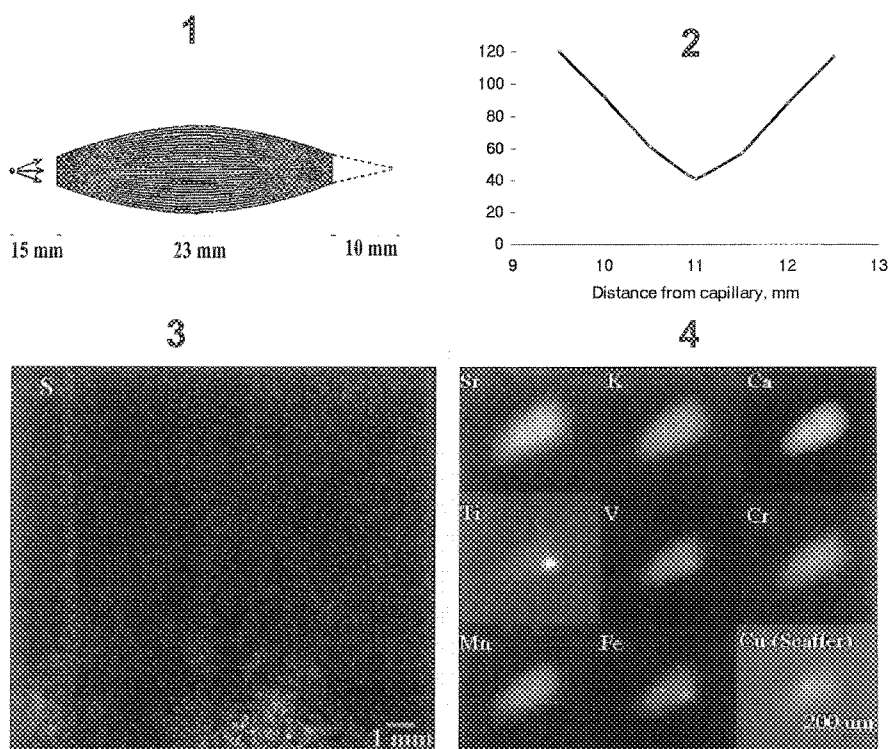 1
15 mm
23 mm
10 mm
2
120
100
80
60
40
20
0
9 10 11 12 13
Distance from capillary, mm
3
S
1 mm
4
Sr K Ca
Ti V Cr
Mn Fe Cu (Scatter)
200 um